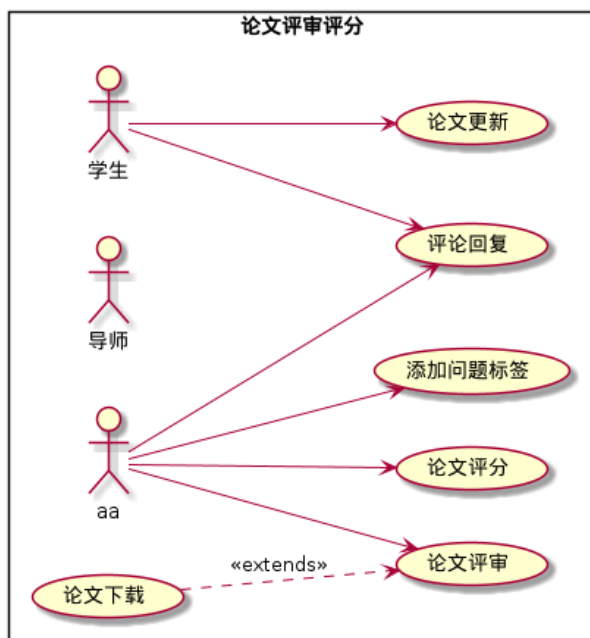 论文评审评分
论文更新
学生
评论回复
导师
添加问题标签
论文评分
aa
«extends»
论文评审
论文下载